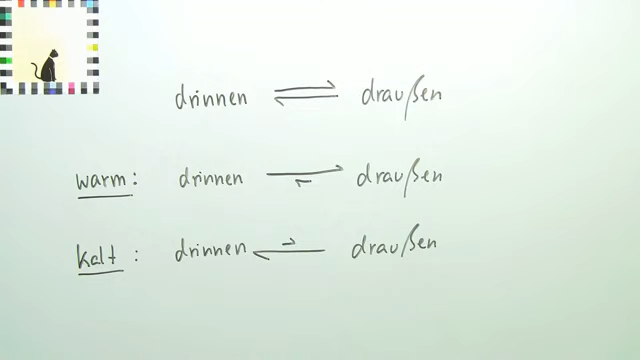 drinnen ⇌ draußen
warm: drinnen ⇌ draußen
kalt: drinnen ⇌ draußen